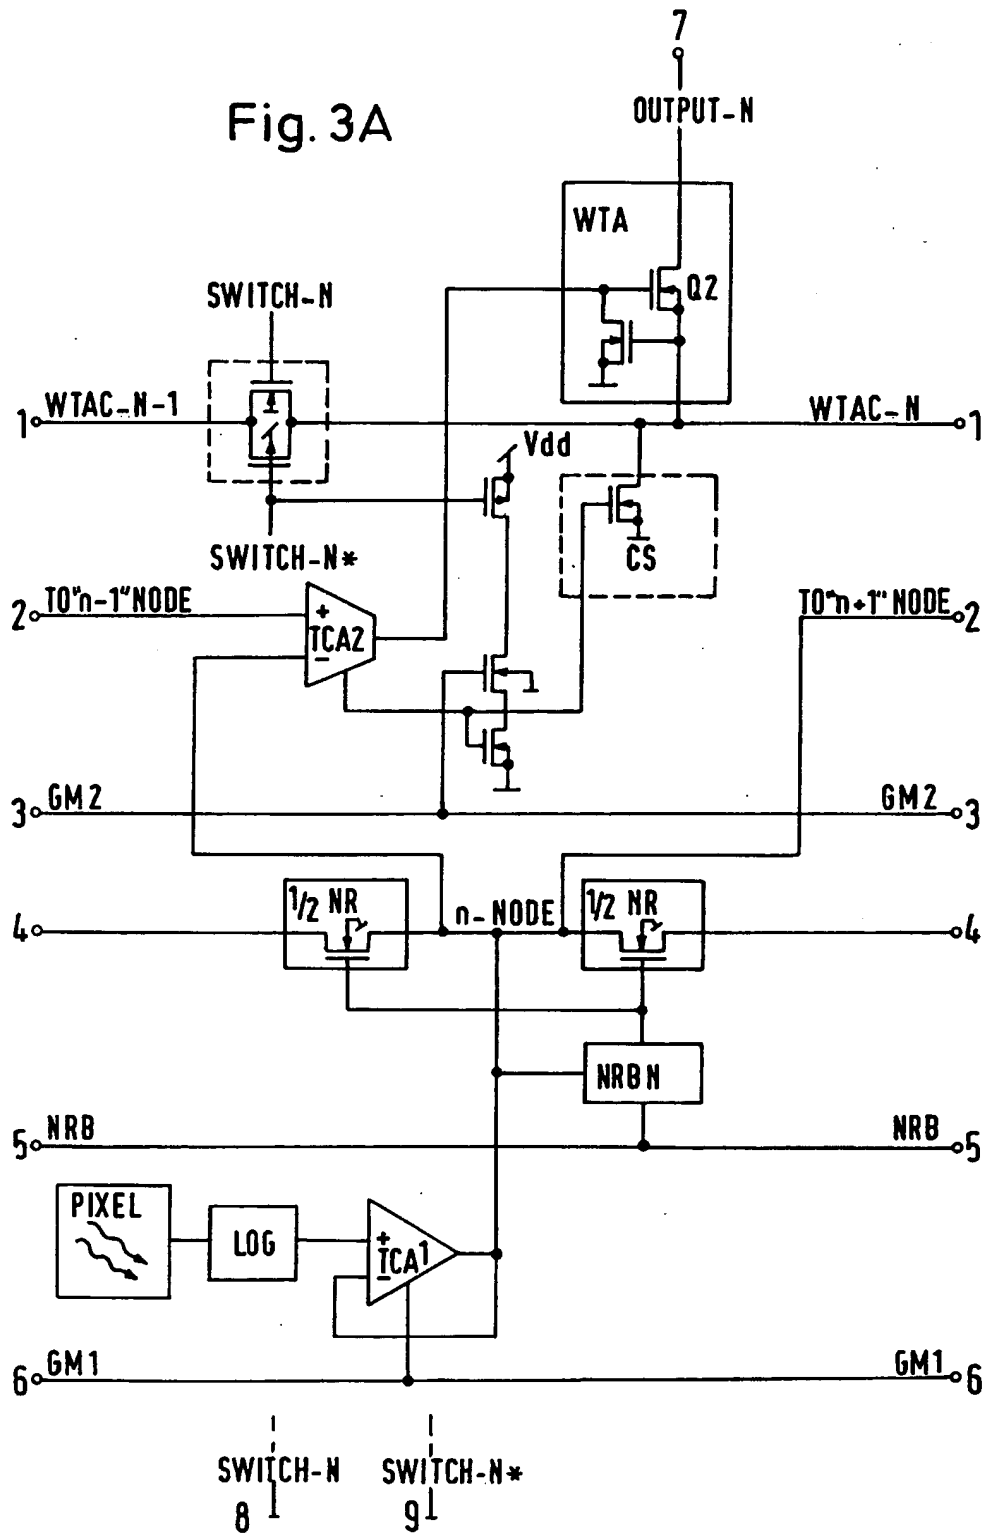 7
OUTPUT-N
Fig. 3A
WTA
Q2
SWITCH-N
1 WTAC-N-1
WTAC-N 1
Vdd
SWITCH-N*
CS
2 TO"n-1"NODE
TO"n+1"NODE 2
+
TCA2
−
3 GM2
GM2 3
1/2 NR
n-NODE
1/2 NR
4
4
NRBN
5 NRB
NRB 5
PIXEL
LOG
+
TCA1
−
6 GM1
GM1 6
SWITCH-N
SWITCH-N*
8
9